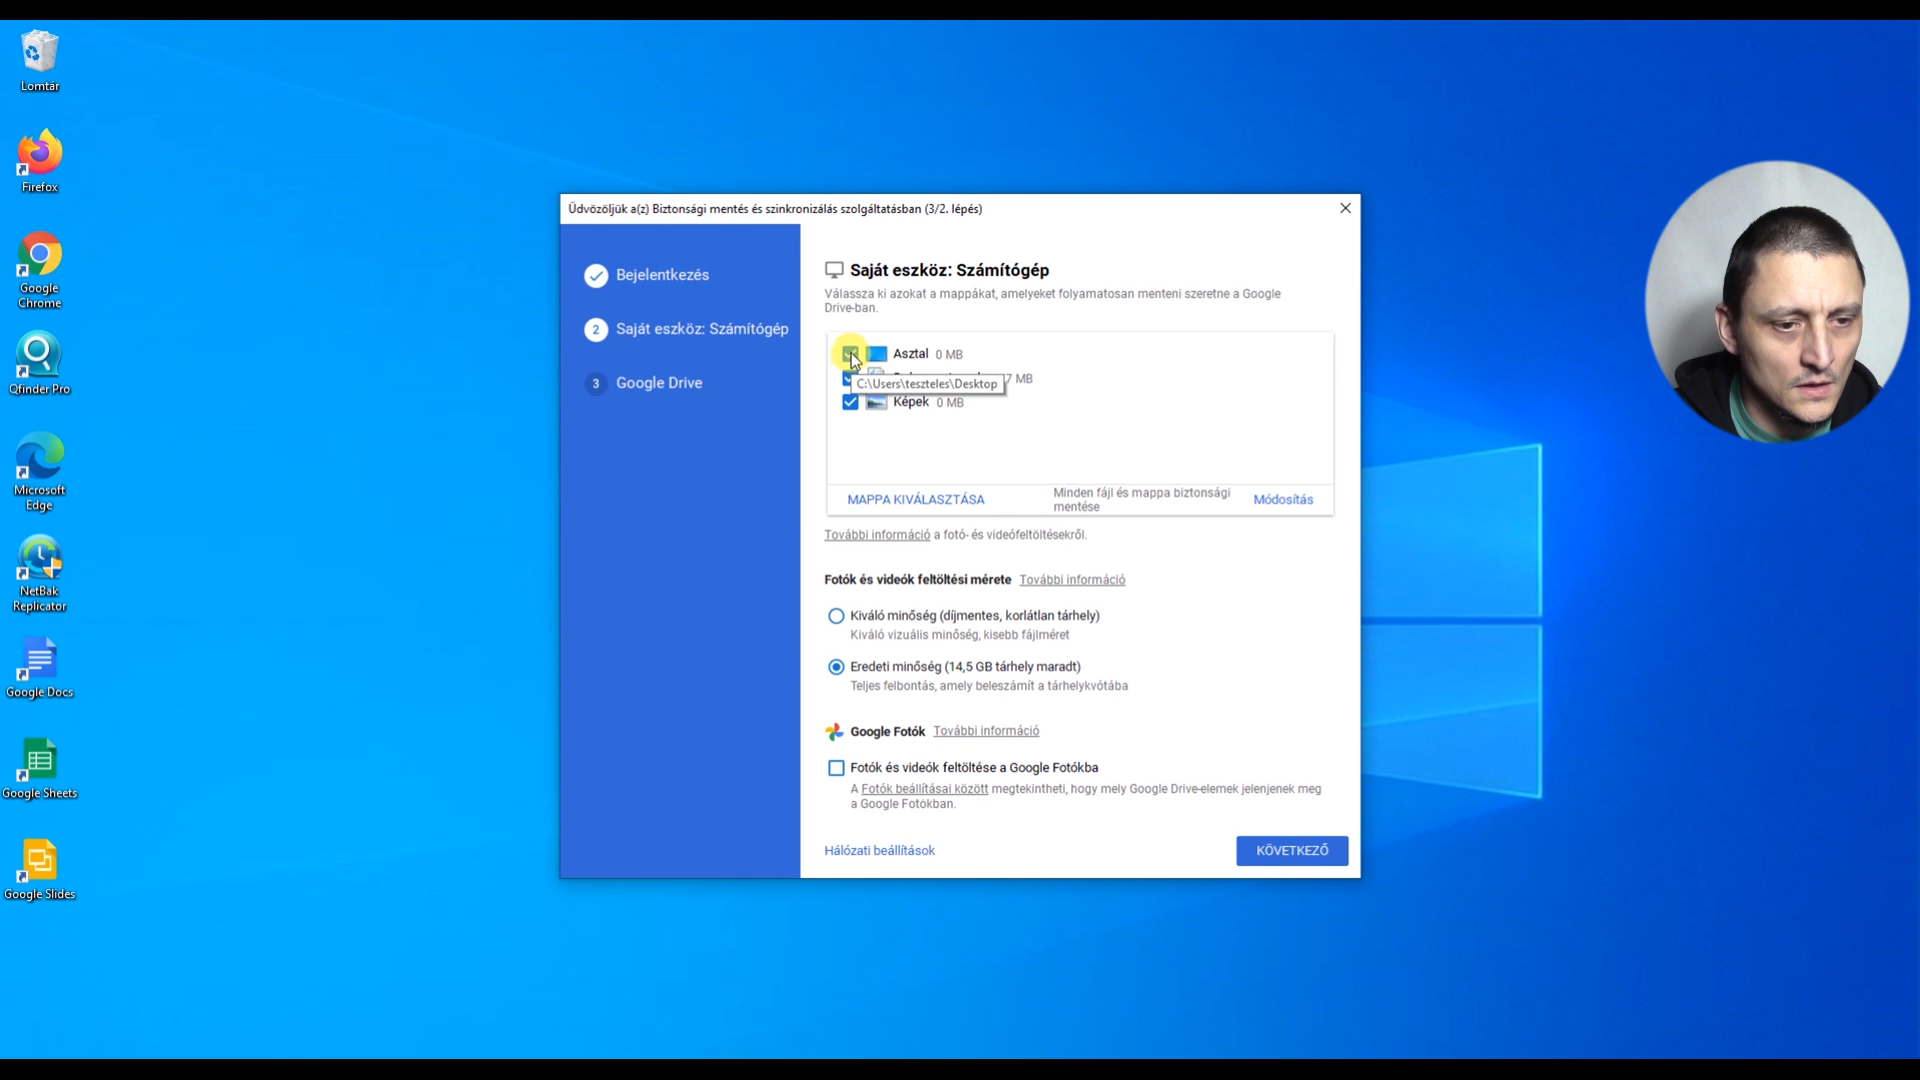 Lomtár
Firefox
Google
Chrome
Qfinder Pro
Microsoft
Edge
NetBak
Replicator
Google Docs
Google Sheets
Google Slides
Üdvözöljük a(z) Biztonsági mentés és szinkronizálás szolgáltatásban (3/2. lépés)
Bejelentkezés
2 Saját eszköz: Számítógép
3 Google Drive
Saját eszköz: Számítógép
Válassza ki azokat a mappákat, amelyeket folyamatosan menteni szeretne a Google
Drive-ban.
Asztal 0 MB
7 MB
C:\Users\teszteles\Desktop
Képek 0 MB
MAPPA KIVÁLASZTÁSA
Minden fájl és mappa biztonsági
mentése
Módosítás
További információ a fotó- és videófeltöltésekről.
Fotók és videók feltöltési mérete További információ
Kiváló minőség (díjmentes, korlátlan tárhely)
Kiváló vizuális minőség, kisebb fájlméret
Eredeti minőség (14,5 GB tárhely maradt)
Teljes felbontás, amely beleszámít a tárhelykvótába
Google Fotók További információ
Fotók és videók feltöltése a Google Fotókba
A Fotók beállításai között megtekintheti, hogy mely Google Drive-elemek jelenjenek meg
a Google Fotókban.
Hálózati beállítások
KÖVETKEZŐ